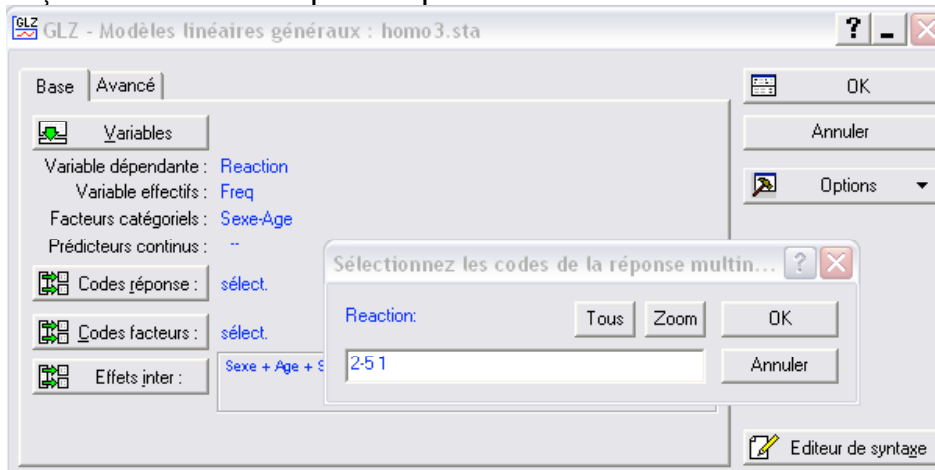 GLZ - Modèles linéaires généraux : homo3.sta
Base Avancé
OK
Variables
Annuler
Variable dépendante : Reaction
Variable effectifs : Freq
Options
Facteurs catégoriels : Sexe-Age
Prédicteurs continus : --
Sélectionnez les codes de la réponse multin...
Codes réponse : sélect.
Reaction: Tous Zoom OK
Codes facteurs : sélect.
2-5 1 Annuler
Effets inter : Sexe + Age + S
Editeur de syntaxe